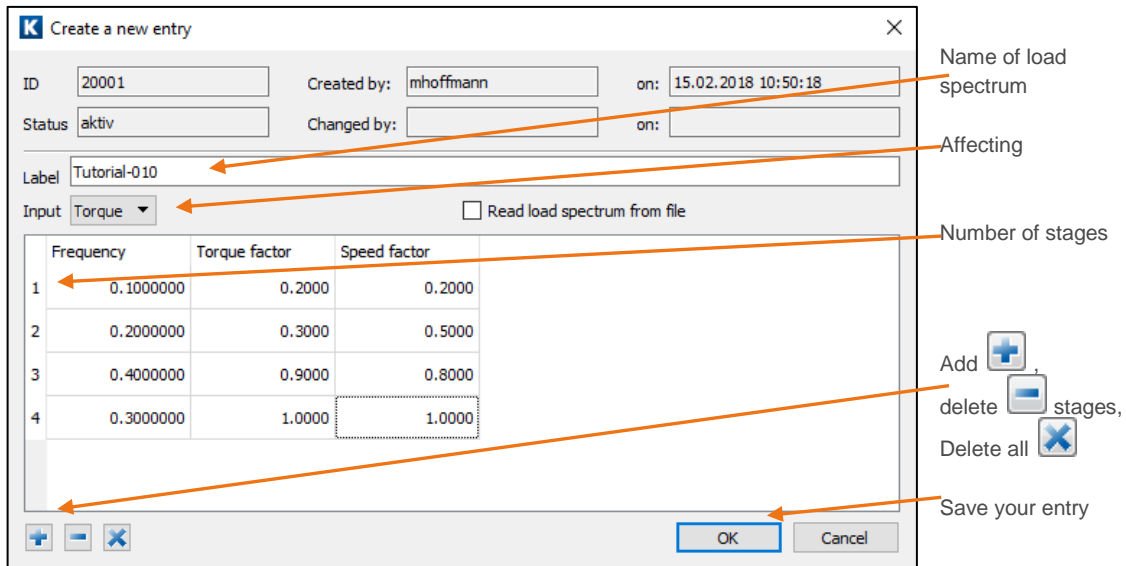 K Create a new entry
ID 20001 Created by: mhoffmann on: 15.02.2018 10:50:18
Status aktiv Changed by: on:
Label Tutorial-010
Input Torque Read load spectrum from file
Frequency Torque factor Speed factor
1 0.1000000 0.2000 0.2000
2 0.2000000 0.3000 0.5000
3 0.4000000 0.9000 0.8000
4 0.3000000 1.0000 1.0000
OK Cancel
Name of load
spectrum
Affecting
Number of stages
Add ,
delete stages,
Delete all
Save your entry